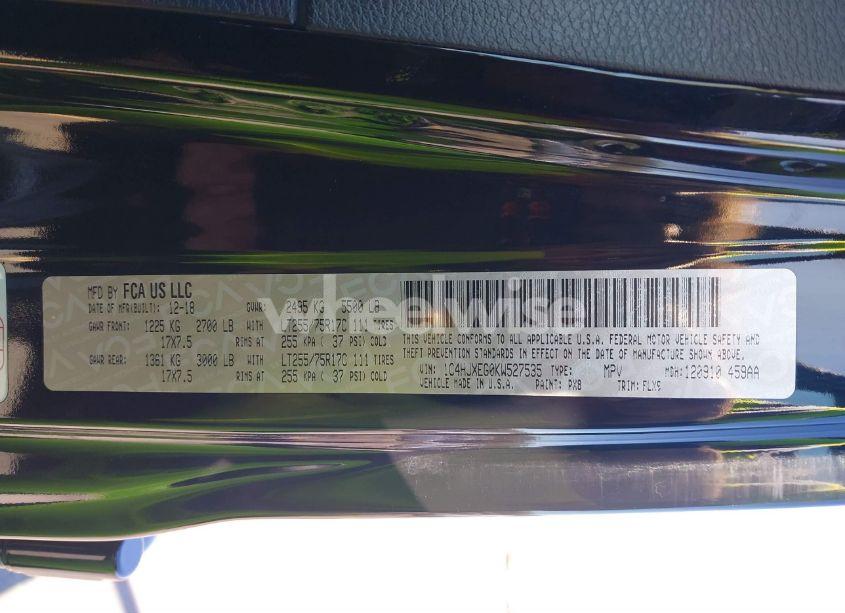 MFD BY FCA US LLC
DATE OF MFR(BUILT): 12-18 GVWR: 2495 KG 5500 LB
GAWR FRONT: 1225 KG 2700 LB WITH LT255/75R17C 111 TIRES
17X7.5 RIMS AT 255 KPA ( 37 PSI) COLD
GAWR REAR: 1361 KG 3000 LB WITH LT255/75R17C 111 TIRES
17X7.5 RIMS AT 255 KPA ( 37 PSI) COLD
THIS VEHICLE CONFORMS TO ALL APPLICABLE U.S.A. FEDERAL MOTOR VEHICLE SAFETY AND
THEFT PREVENTION STANDARDS IN EFFECT ON THE DATE OF MANUFACTURE SHOWN ABOVE.
VIN: 1C4HJXEG0KW527535 TYPE: MPV MDH: 120910 459AA
VEHICLE MADE IN U.S.A. PAINT: PX8 TRIM: FLX9
wheelwise